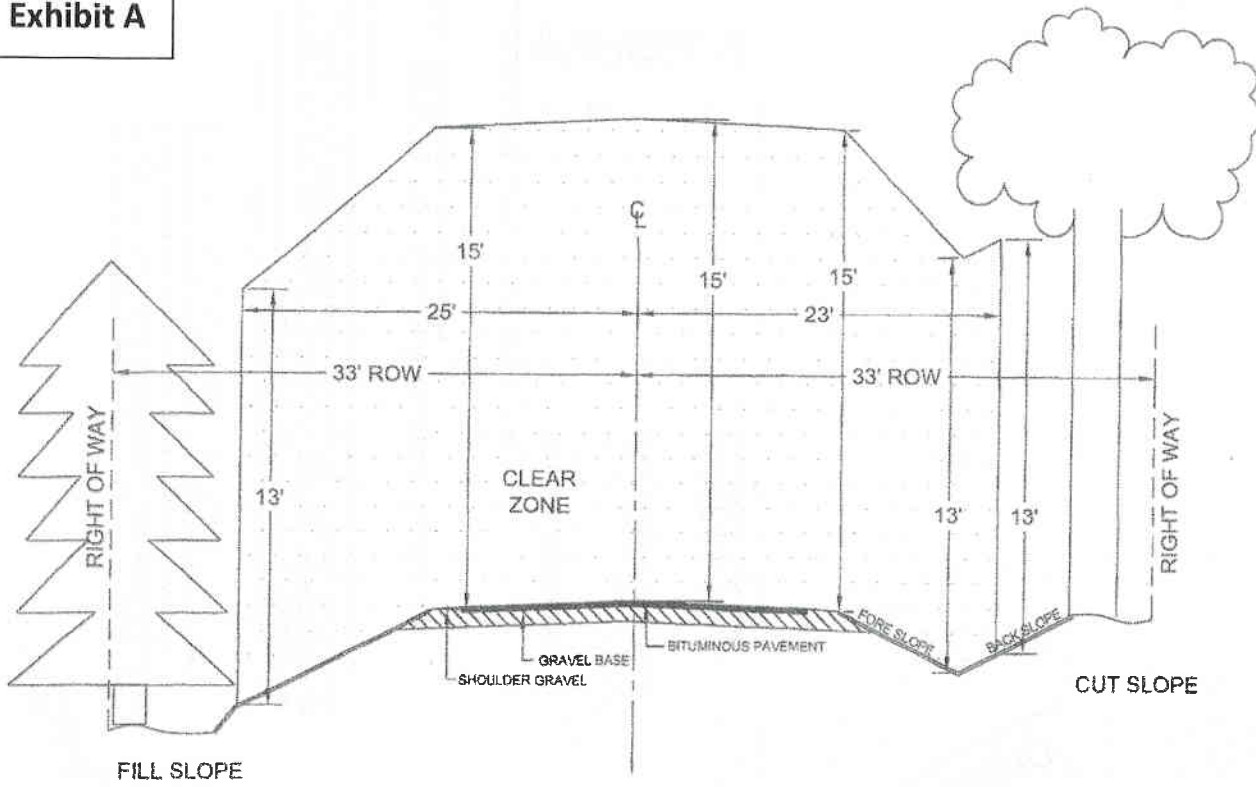 Exhibit A
℄
15'
15'
15'
25'
23'
33' ROW
33' ROW
RIGHT OF WAY
RIGHT OF WAY
CLEAR
ZONE
13'
13'
13'
FORE SLOPE
BACK SLOPE
BITUMINOUS PAVEMENT
GRAVEL BASE
SHOULDER GRAVEL
CUT SLOPE
FILL SLOPE